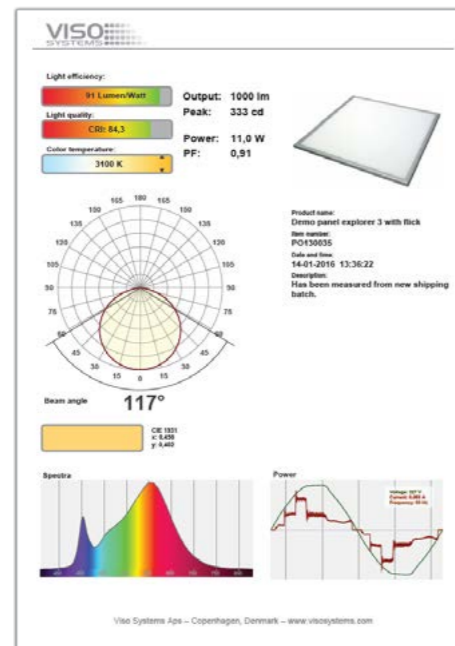 VISO
SYSTEMS
Light efficiency:
91 Lumen/Watt
Light quality:
CRI: 84,3
Color temperature:
3100 K
Output: 1000 lm
Peak: 333 cd
Power: 11,0 W
PF: 0,91
180
165 165
150 150
135 135
120 120
105 105
90 90
75 75
60 60
45 45
30 30
15 0 15
Product name:
Demo panel explorer 3 with flick
Item number:
PO130035
Date and time:
14-01-2016 13:36:22
Description:
Has been measured from new shipping
batch.
Beam angle 117°
CIE 1931
x: 0,458
y: 0,402
Spectra
Power
Frequency: 50 Hz
Viso Systems Aps – Copenhagen, Denmark – www.visosystems.com